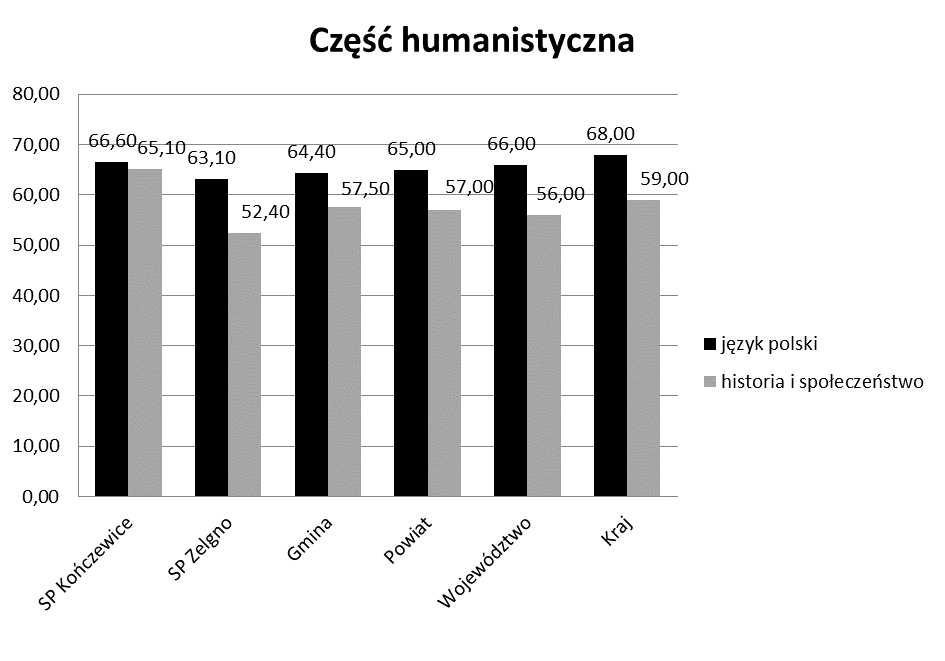 Część humanistyczna
80,00
70,00
60,00
50,00
40,00
30,00
20,00
10,00
0,00
66,60
65,10
63,10
52,40
64,40
57,50
65,00
57,00
66,00
56,00
68,00
59,00
SP Kończewice
SP Zelgno
Gmina
Powiat
Województwo
Kraj
język polski
historia i społeczeństwo